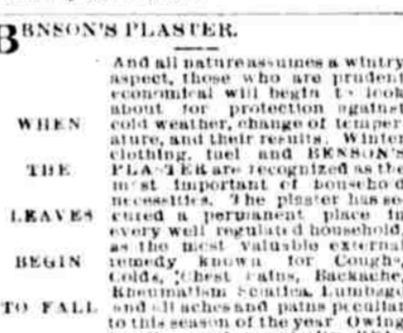 BENSON'S PLASTER.
And all nature assumes a wintry
aspect, those who are prudent
economical will begin to look
about for protection against
WHEN cold weather, change of temper
ature, and their results. Winter
clothing, fuel and BENSON'S
THE PLASTER are recognized as the
most important of household
necessities. The plaster has se-
LEAVES cured a permanent place in
every well regulated household,
as the most valuable external
BEGIN remedy known for Coughs,
Colds, Chest Pains, Backache,
Rheumatism Sciatica, Lumbago
TO FALL and all aches and pains peculiar
to this season of the year. Owing